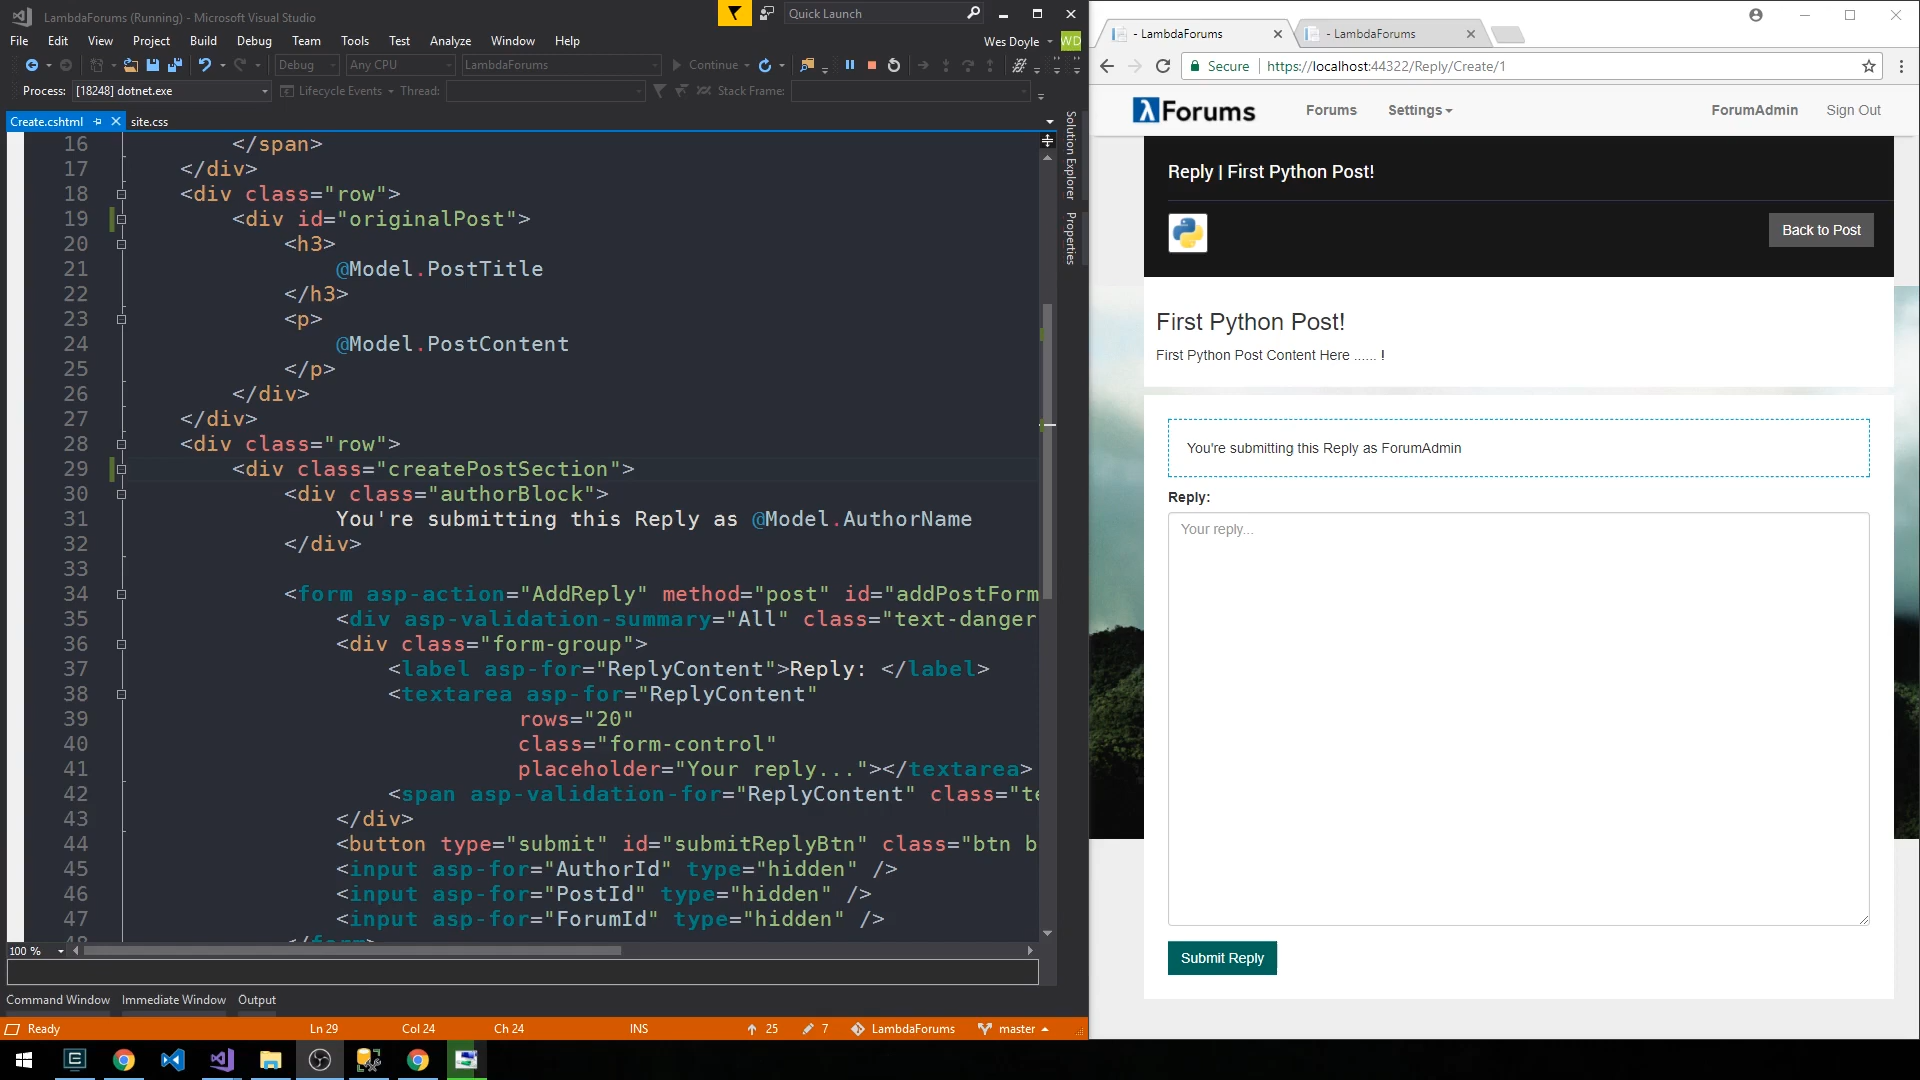 LambdaForums (Running) - Microsoft Visual Studio
Quick Launch
File Edit View Project Build Debug Team Tools Test Analyze Window Help
Wes Doyle WD
Debug Any CPU LambdaForums Continue
Process: [18248] dotnet.exe Lifecycle Events Thread: Stack Frame:
Create.cshtml site.css
Solution Explorer
Properties
16 </span>
17 </div>
18 <div class="row">
19 <div id="originalPost">
20 <h3>
21 @Model.PostTitle
22 </h3>
23 <p>
24 @Model.PostContent
25 </p>
26 </div>
27 </div>
28 <div class="row">
29 <div class="createPostSection">
30 <div class="authorBlock">
31 You're submitting this Reply as @Model.AuthorName
32 </div>
33
34 <form asp-action="AddReply" method="post" id="addPostForm
35 <div asp-validation-summary="All" class="text-danger
36 <div class="form-group">
37 <label asp-for="ReplyContent">Reply: </label>
38 <textarea asp-for="ReplyContent"
39 rows="20"
40 class="form-control"
41 placeholder="Your reply..."></textarea>
42 <span asp-validation-for="ReplyContent" class="te
43 </div>
44 <button type="submit" id="submitReplyBtn" class="btn b
45 <input asp-for="AuthorId" type="hidden" />
46 <input asp-for="PostId" type="hidden" />
47 <input asp-for="ForumId" type="hidden" />
48 </form>
100 %
Command Window Immediate Window Output
Ready Ln 29 Col 24 Ch 24 INS 25 7 LambdaForums master
- LambdaForums - LambdaForums
Secure https://localhost:44322/Reply/Create/1
λForums Forums Settings ForumAdmin Sign Out
Reply | First Python Post!
Back to Post
First Python Post!
First Python Post Content Here ...... !
You're submitting this Reply as ForumAdmin
Reply:
Your reply...
Submit Reply